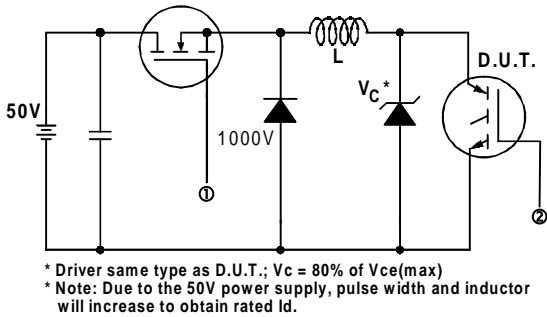 L
D.U.T.
VC *
50V
1000V
①
②
* Driver same type as D.U.T.; Vc = 80% of Vce(max)
* Note: Due to the 50V power supply, pulse width and inductor
will increase to obtain rated Id.